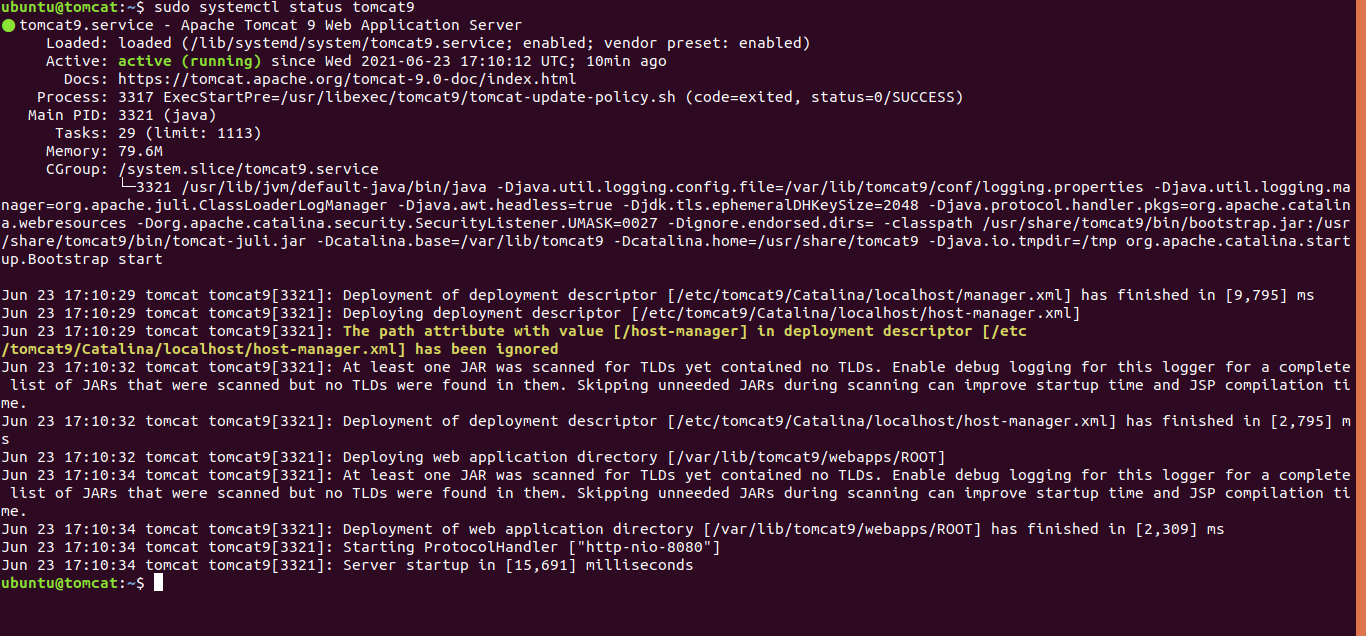 ubuntu@tomcat:~$ sudo systemctl status tomcat9
● tomcat9.service - Apache Tomcat 9 Web Application Server
Loaded: loaded (/lib/systemd/system/tomcat9.service; enabled; vendor preset: enabled)
Active: active (running) since Wed 2021-06-23 17:10:12 UTC; 10min ago
Docs: https://tomcat.apache.org/tomcat-9.0-doc/index.html
Process: 3317 ExecStartPre=/usr/libexec/tomcat9/tomcat-update-policy.sh (code=exited, status=0/SUCCESS)
Main PID: 3321 (java)
Tasks: 29 (limit: 1113)
Memory: 79.6M
CGroup: /system.slice/tomcat9.service
└─3321 /usr/lib/jvm/default-java/bin/java -Djava.util.logging.config.file=/var/lib/tomcat9/conf/logging.properties -Djava.util.logging.ma
nager=org.apache.juli.ClassLoaderLogManager -Djava.awt.headless=true -Djdk.tls.ephemeralDHKeySize=2048 -Djava.protocol.handler.pkgs=org.apache.catalin
a.webresources -Dorg.apache.catalina.security.SecurityListener.UMASK=0027 -Dignore.endorsed.dirs= -classpath /usr/share/tomcat9/bin/bootstrap.jar:/usr
/share/tomcat9/bin/tomcat-juli.jar -Dcatalina.base=/var/lib/tomcat9 -Dcatalina.home=/usr/share/tomcat9 -Djava.io.tmpdir=/tmp org.apache.catalina.start
up.Bootstrap start
Jun 23 17:10:29 tomcat tomcat9[3321]: Deployment of deployment descriptor [/etc/tomcat9/Catalina/localhost/manager.xml] has finished in [9,795] ms
Jun 23 17:10:29 tomcat tomcat9[3321]: Deploying deployment descriptor [/etc/tomcat9/Catalina/localhost/host-manager.xml]
Jun 23 17:10:29 tomcat tomcat9[3321]: The path attribute with value [/host-manager] in deployment descriptor [/etc
/tomcat9/Catalina/localhost/host-manager.xml] has been ignored
Jun 23 17:10:32 tomcat tomcat9[3321]: At least one JAR was scanned for TLDs yet contained no TLDs. Enable debug logging for this logger for a complete
list of JARs that were scanned but no TLDs were found in them. Skipping unneeded JARs during scanning can improve startup time and JSP compilation ti
me.
Jun 23 17:10:32 tomcat tomcat9[3321]: Deployment of deployment descriptor [/etc/tomcat9/Catalina/localhost/host-manager.xml] has finished in [2,795] m
s
Jun 23 17:10:32 tomcat tomcat9[3321]: Deploying web application directory [/var/lib/tomcat9/webapps/ROOT]
Jun 23 17:10:34 tomcat tomcat9[3321]: At least one JAR was scanned for TLDs yet contained no TLDs. Enable debug logging for this logger for a complete
list of JARs that were scanned but no TLDs were found in them. Skipping unneeded JARs during scanning can improve startup time and JSP compilation ti
me.
Jun 23 17:10:34 tomcat tomcat9[3321]: Deployment of web application directory [/var/lib/tomcat9/webapps/ROOT] has finished in [2,309] ms
Jun 23 17:10:34 tomcat tomcat9[3321]: Starting ProtocolHandler ["http-nio-8080"]
Jun 23 17:10:34 tomcat tomcat9[3321]: Server startup in [15,691] milliseconds
ubuntu@tomcat:~$